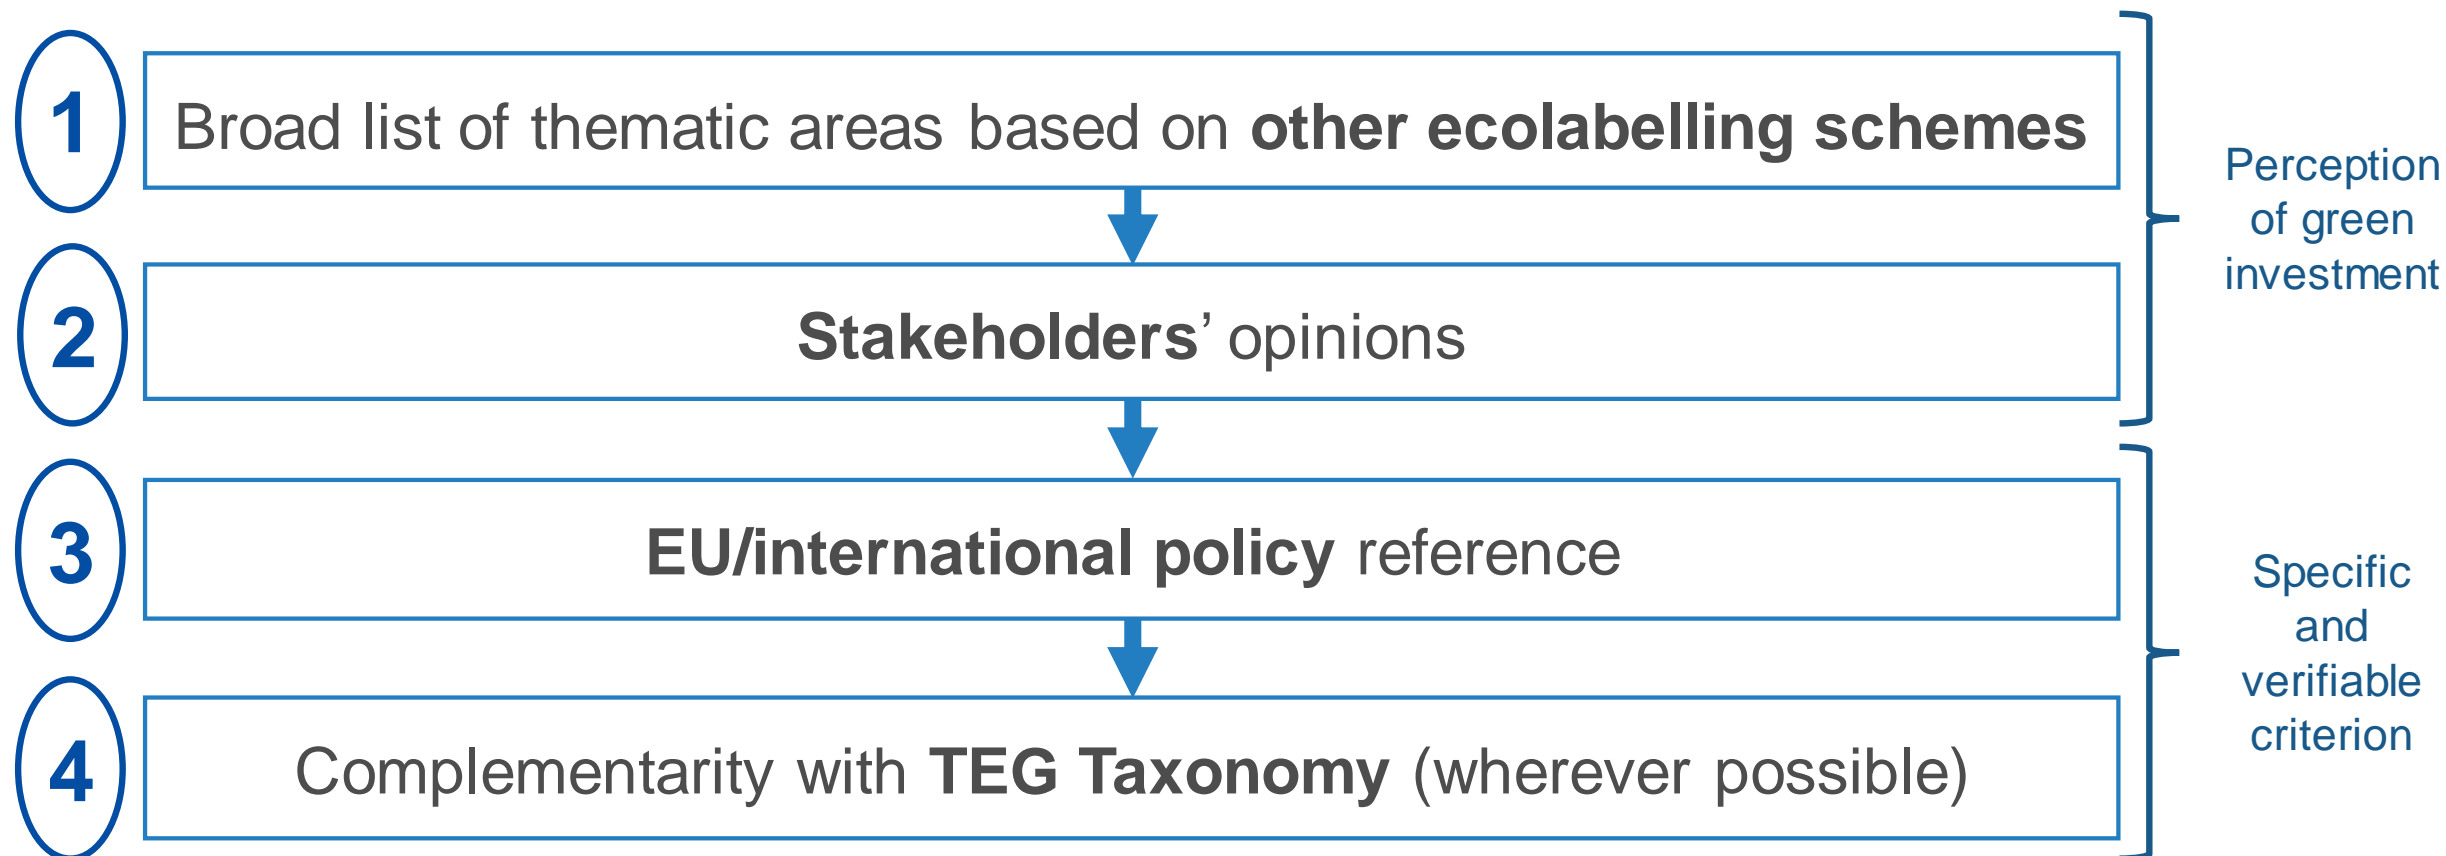 1
Broad list of thematic areas based on other ecolabelling schemes
2
Stakeholders’ opinions
Perception
of green
investment
3
EU/international policy reference
4
Complementarity with TEG Taxonomy (wherever possible)
Specific
and
verifiable
criterion